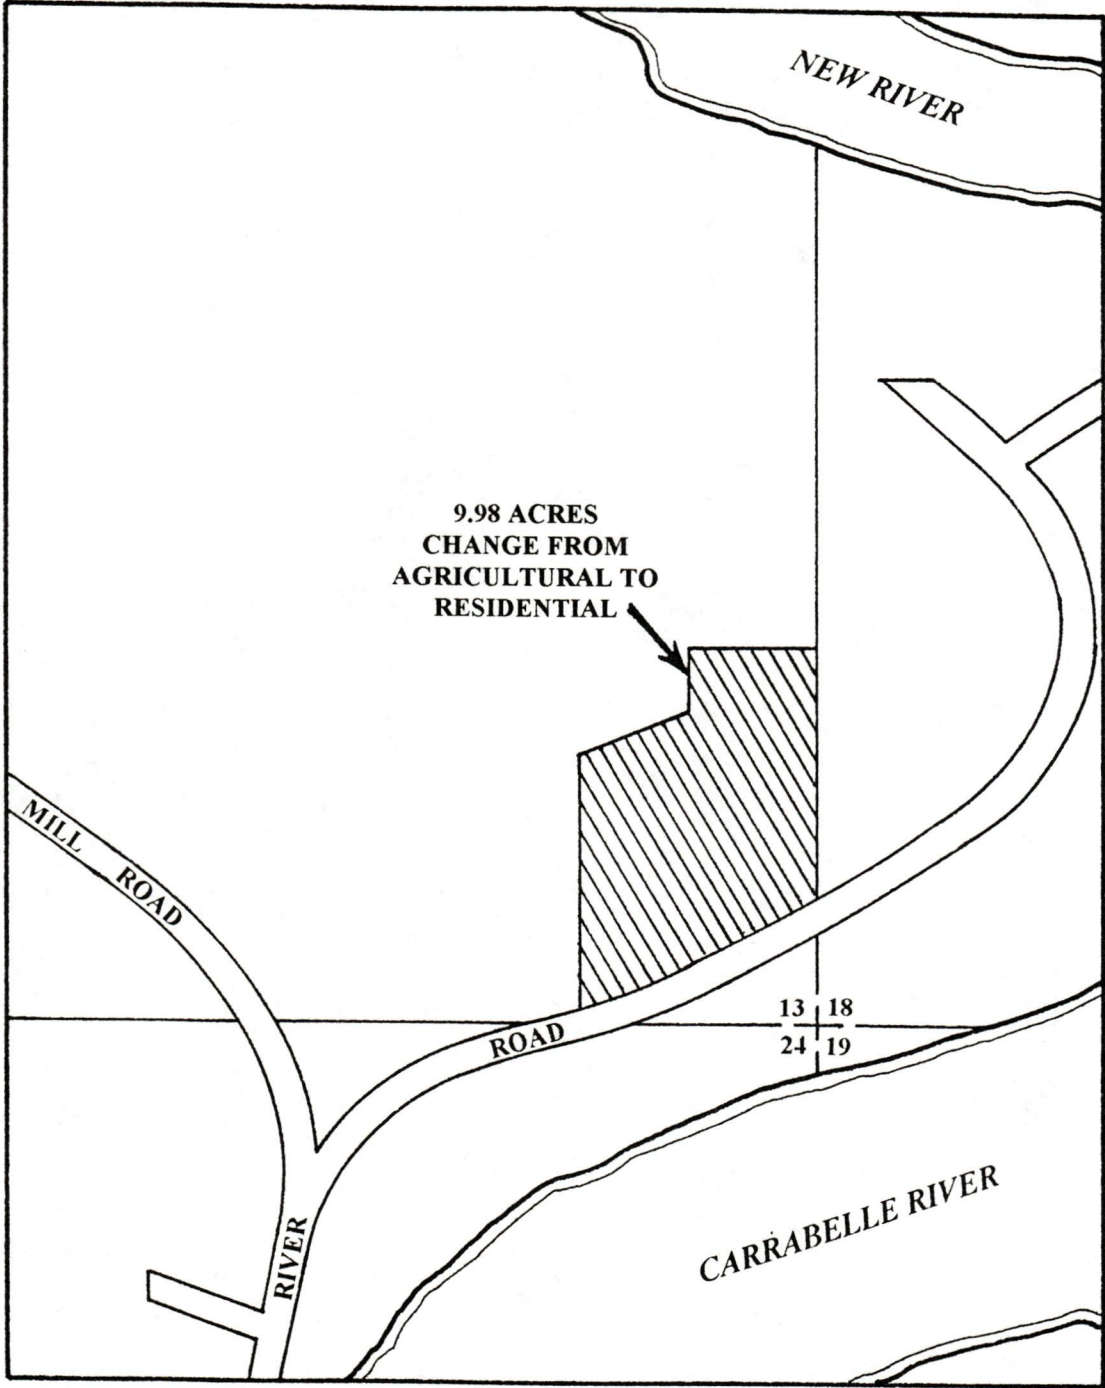 NEW RIVER
9.98 ACRES
CHANGE FROM
AGRICULTURAL TO
RESIDENTIAL
MILL ROAD
13 18
24 19
ROAD
RIVER
CARRABELLE RIVER